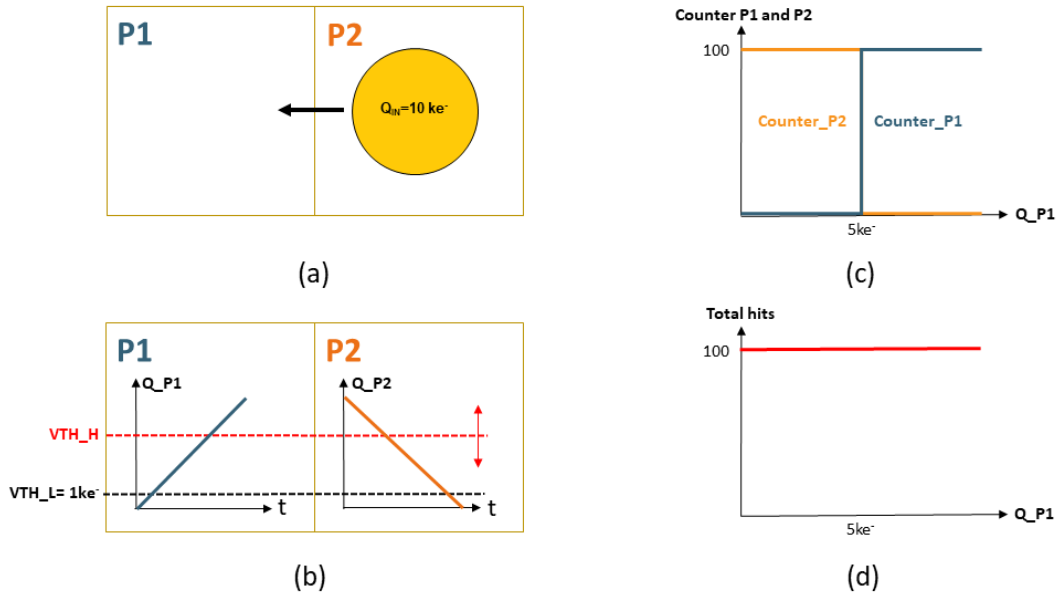 P1
P2
Q_IN=10 ke⁻
(a)
Counter P1 and P2
100
Counter_P2
Counter_P1
Q_P1
5ke⁻
(c)
P1
P2
Q_P1
Q_P2
VTH_H
VTH_L= 1ke⁻
t
t
(b)
Total hits
100
Q_P1
5ke⁻
(d)